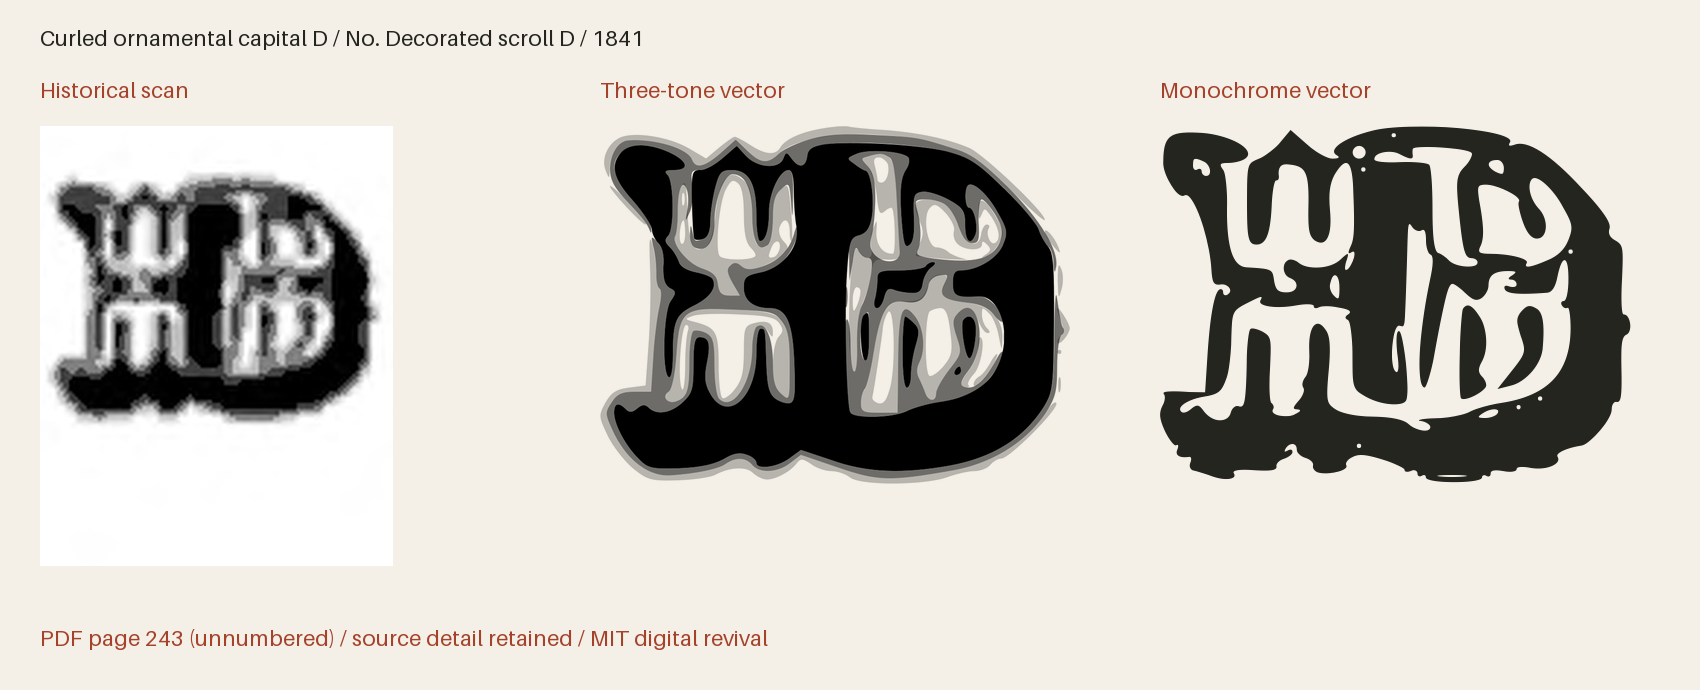 Curled ornamental capital D / No. Decorated scroll D / 1841
Historical scan
Three-tone vector
Monochrome vector
D
D
D
PDF page 243 (unnumbered) / source detail retained / MIT digital revival